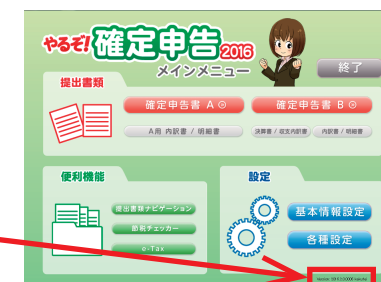 やるぞ! 確定申告 2016
メインメニュー
終了
提出書類
確定申告書 A
確定申告書 B
A用 内訳書 / 明細書
決算書 / 収支内訳書
内訳書 / 明細書
便利機能
設定
提出書類ナビゲーション
節税チェッカー
e-Tax
基本情報設定
各種設定